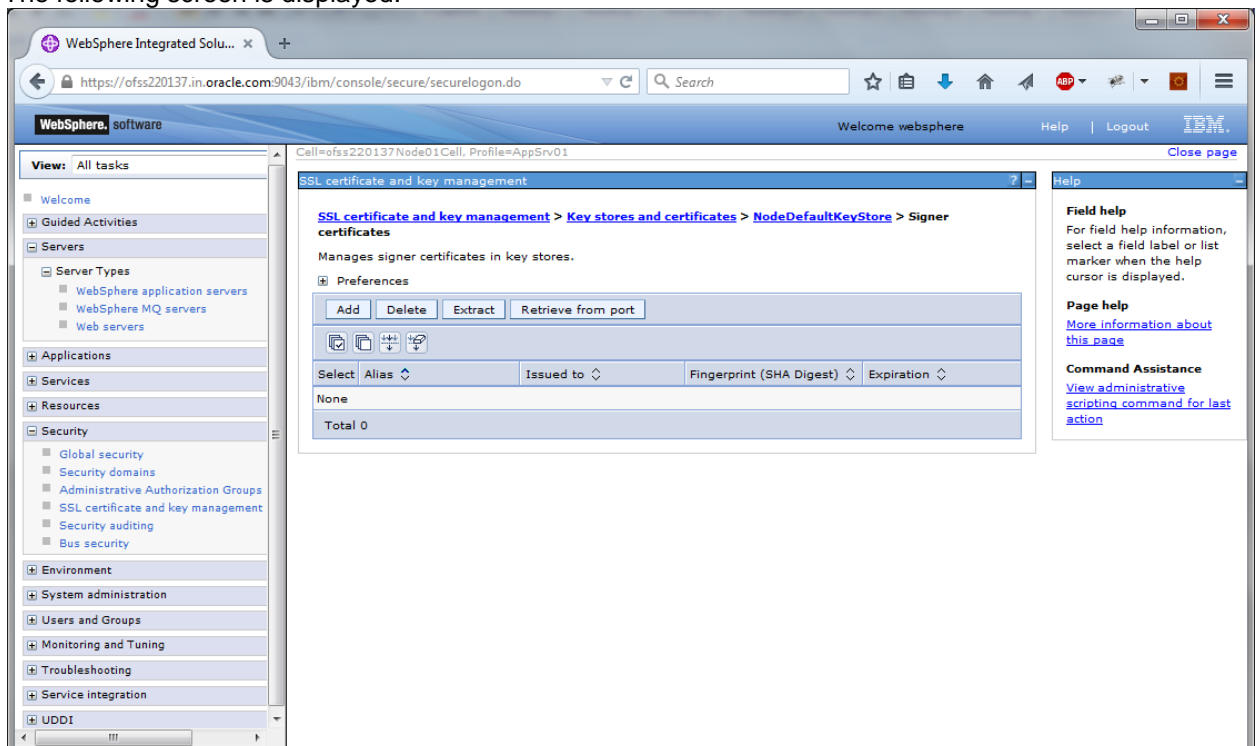 The following screen is displayed:
WebSphere Integrated Solu...
https://ofss220137.in.oracle.com:9043/ibm/console/secure/securelogon.do
Search
ABP
WebSphere. software
Welcome websphere
Help | Logout
IBM.
View: All tasks
Welcome
Guided Activities
Servers
Server Types
WebSphere application servers
WebSphere MQ servers
Web servers
Applications
Services
Resources
Security
Global security
Security domains
Administrative Authorization Groups
SSL certificate and key management
Security auditing
Bus security
Environment
System administration
Users and Groups
Monitoring and Tuning
Troubleshooting
Service integration
UDDI
Cell=ofss220137Node01Cell, Profile=AppSrv01
Close page
SSL certificate and key management
? -
SSL certificate and key management > Key stores and certificates > NodeDefaultKeyStore > Signer
certificates
Manages signer certificates in key stores.
Preferences
Add Delete Extract Retrieve from port
Select Alias Issued to Fingerprint (SHA Digest) Expiration
None
Total 0
Help
Field help
For field help information,
select a field label or list
marker when the help
cursor is displayed.
Page help
More information about
this page
Command Assistance
View administrative
scripting command for last
action